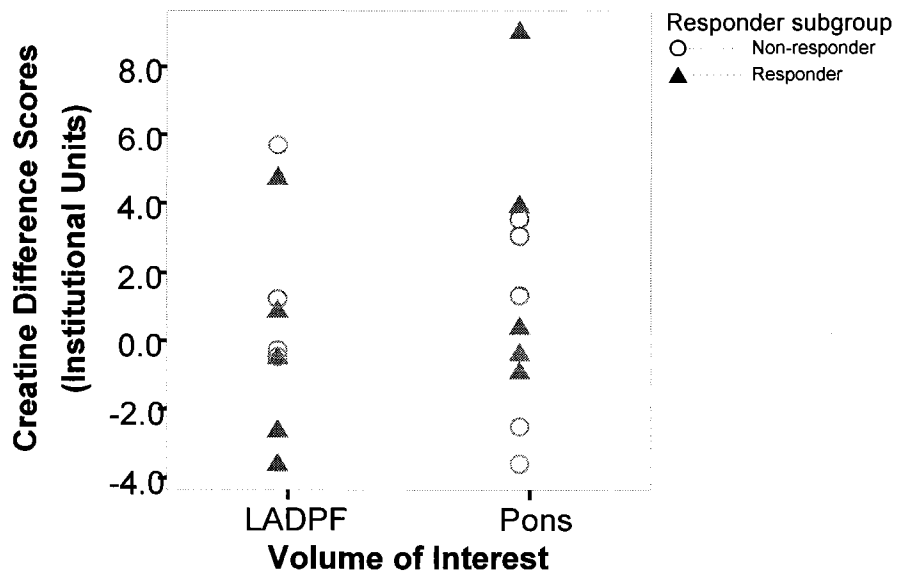 Creatine Difference Scores
(Institutional Units)
8.0
6.0
4.0
2.0
0.0
-2.0
-4.0
LADPF
Pons
Volume of Interest
Responder subgroup
Non-responder
Responder